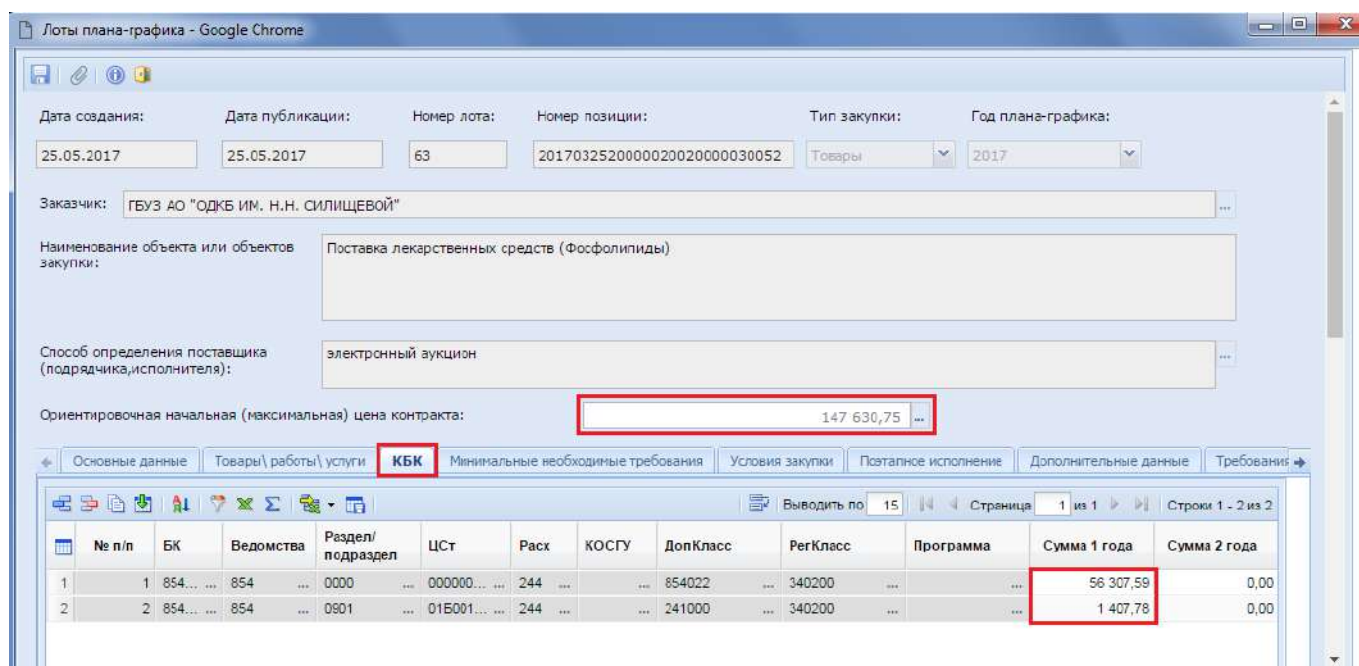 Лоты плана-графика - Google Chrome
Дата создания: Дата публикации: Номер лота: Номер позиции: Тип закупки: Год плана-графика:
25.05.2017 25.05.2017 63 2017032520000020020000030052 Товары 2017
Заказчик: ГБУЗ АО "ОДКБ ИМ. Н.Н. СИЛИЩЕВОЙ" ...
Наименование объекта или объектов
закупки:
Поставка лекарственных средств (Фосфолипиды)
Способ определения поставщика
(подрядчика,исполнителя):
электронный аукцион ...
Ориентировочная начальная (максимальная) цена контракта: 147 630,75 ...
Основные данные Товары\ работы\ услуги КБК Минимальные необходимые требования Условия закупки Поэтапное исполнение Дополнительные данные Требования
Выводить по 15 Страница 1 из 1 Строки 1 - 2 из 2
№ п/п БК Ведомства Раздел/подраздел ЦСт Расх КОСГУ ДопКласс РегКласс Программа Сумма 1 года Сумма 2 года
1 1 854... ... 854 ... 0000 ... 000000... ... 244 ... ... 854022 ... 340200 ... ... 56 307,59 0,00
2 2 854... ... 854 ... 0901 ... 01Б001... ... 244 ... ... 241000 ... 340200 ... ... 1 407,78 0,00